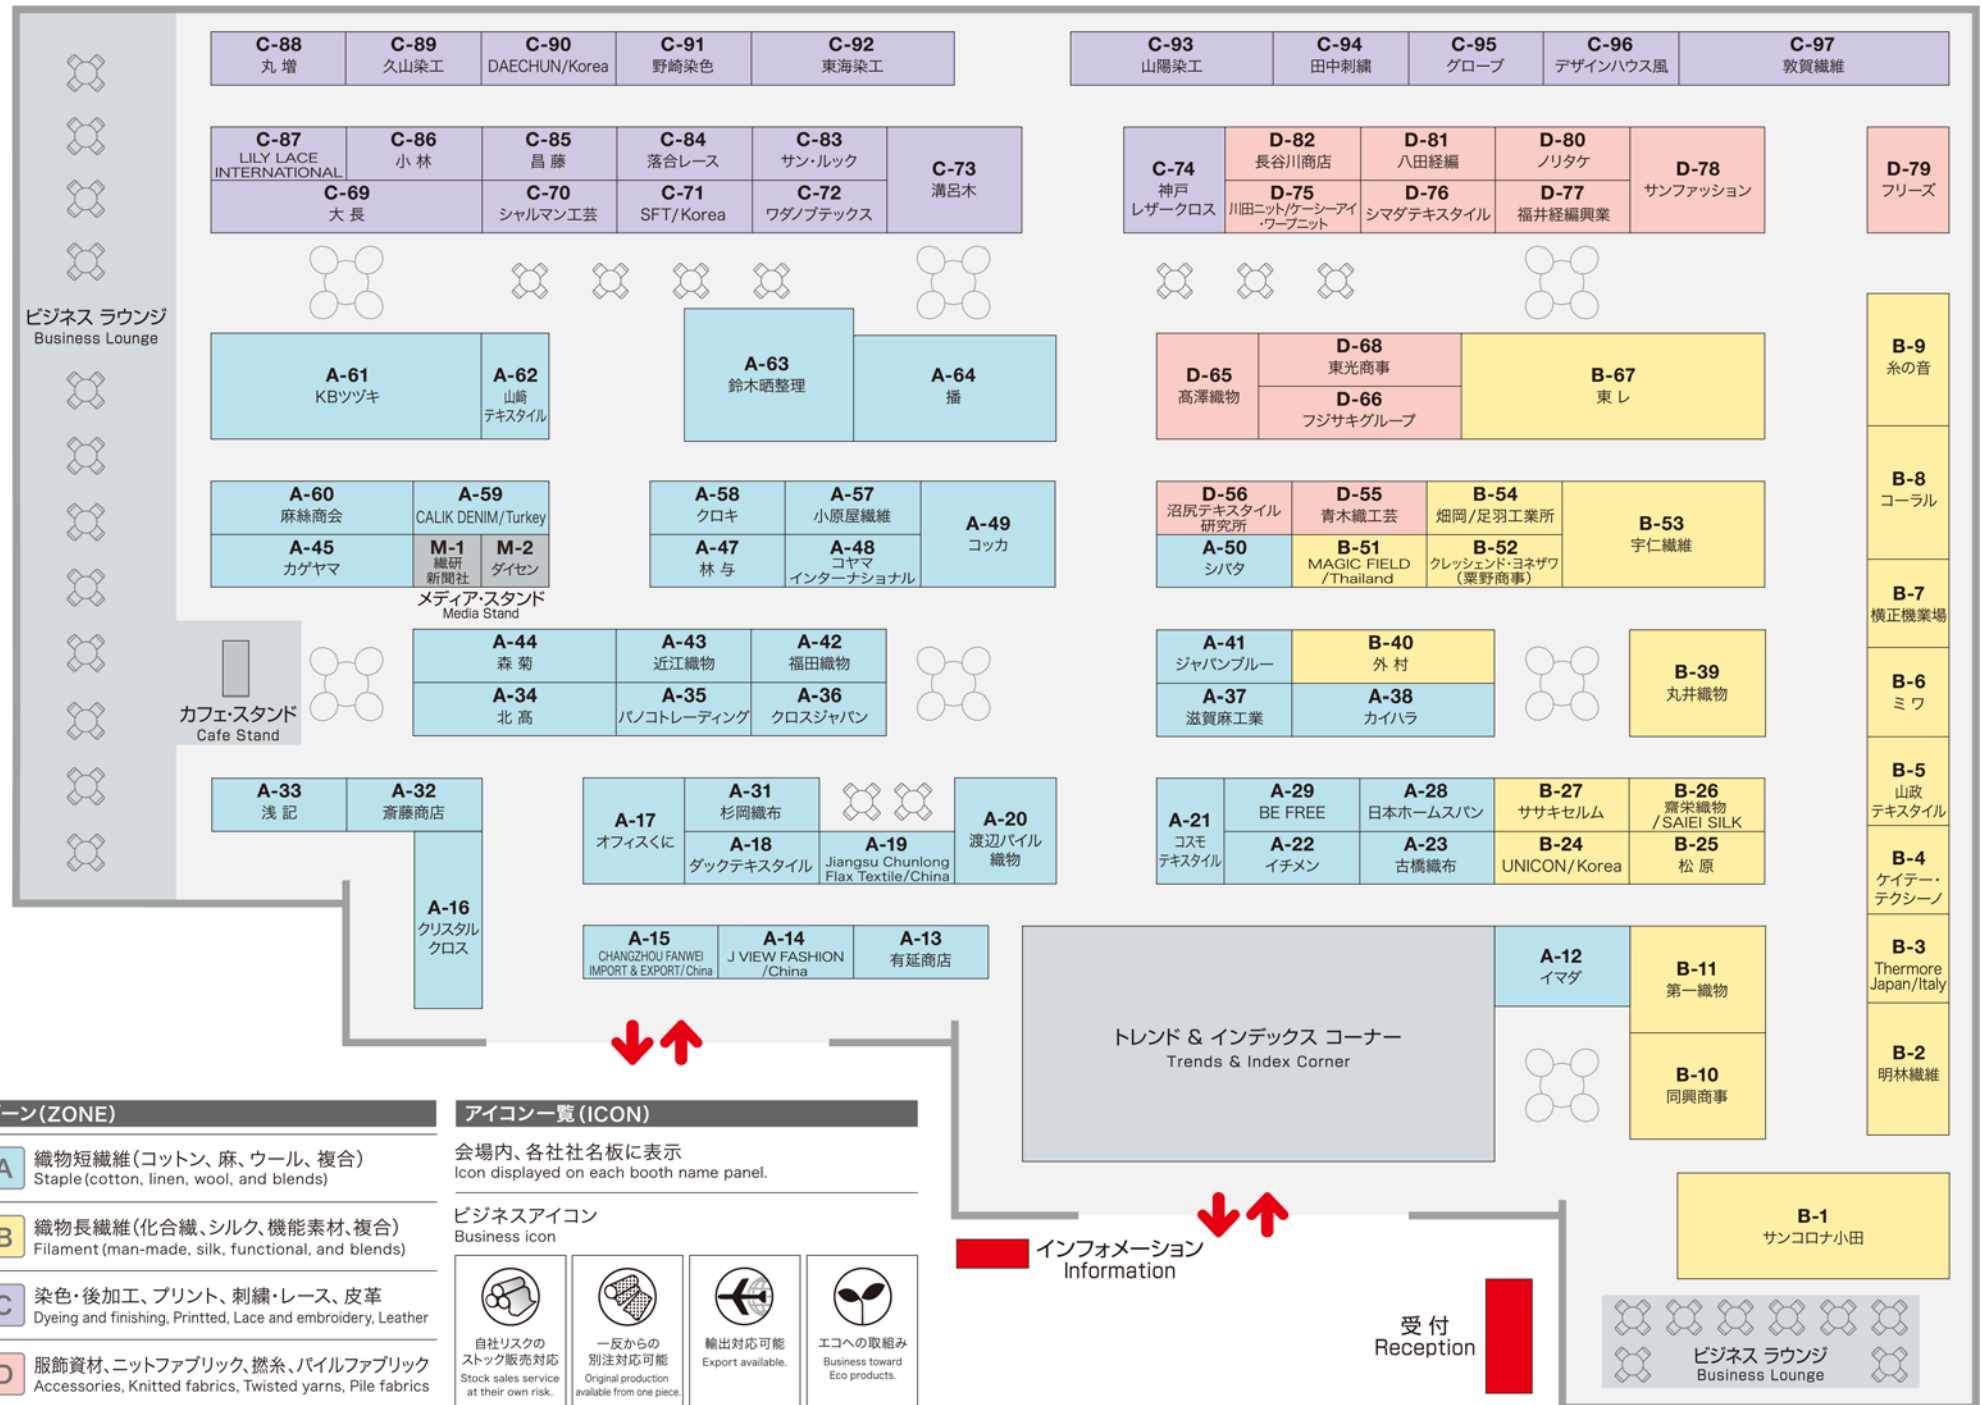 C-88
丸 増
C-89
久山染工
C-90
DAECHUN/Korea
C-91
野崎染色
C-92
東海染工
C-93
山陽染工
C-94
田中刺繍
C-95
グローブ
C-96
デザインハウス風
C-97
敦賀繊維
C-87
LILY LACE
INTERNATIONAL
C-86
小 林
C-85
昌 藤
C-84
落合レース
C-83
サン・ルック
C-73
溝呂木
C-69
大 長
C-70
シャルマン工芸
C-71
SFT/Korea
C-72
ワダノブテックス
C-74
神戸
レザークロス
D-82
長谷川商店
D-81
八田経編
D-80
ノリタケ
D-78
サンファッション
D-79
フリーズ
D-75
川田ニット/ケーシーアイ
・ワープニット
D-76
シマダテキスタイル
D-77
福井経編興業
ビジネス ラウンジ
Business Lounge
A-61
KBツヅキ
A-62
山﨑
テキスタイル
A-63
鈴木晒整理
A-64
播
D-65
髙澤織物
D-68
東光商事
D-66
フジサキグループ
B-67
東 レ
B-9
糸の音
A-60
麻絲商会
A-59
CALIK DENIM/Turkey
A-45
カゲヤマ
M-1
繊研
新聞社
M-2
ダイセン
メディア・スタンド
Media Stand
A-58
クロキ
A-57
小原屋繊維
A-49
コッカ
A-47
林 与
A-48
コヤマ
インターナショナル
D-56
沼尻テキスタイル
研究所
D-55
青木織工芸
B-54
畑岡/足羽工業所
B-53
宇仁繊維
A-50
シバタ
B-51
MAGIC FIELD
/Thailand
B-52
クレッシェンド・ヨネザワ
(粟野商事)
B-8
コーラル
B-7
横正機業場
A-44
森 菊
A-43
近江織物
A-42
福田織物
A-34
北 髙
A-35
パノコトレーディング
A-36
クロスジャパン
A-41
ジャパンブルー
B-40
外 村
A-37
滋賀麻工業
A-38
カイハラ
B-39
丸井織物
B-6
ミ ワ
カフェ・スタンド
Cafe Stand
A-33
浅 記
A-32
斎藤商店
A-16
クリスタル
クロス
A-17
オフィスくに
A-31
杉岡織布
A-18
ダックテキスタイル
A-19
Jiangsu Chunlong
Flax Textile/China
A-20
渡辺パイル
織物
A-21
コスモ
テキスタイル
A-29
BE FREE
A-28
日本ホームスパン
B-27
ササキセルム
B-26
齋栄織物
/SAIEI SILK
A-22
イチメン
A-23
古橋織布
B-24
UNICON/Korea
B-25
松 原
B-5
山政
テキスタイル
B-4
ケイテー・
テクシーノ
A-15
CHANGZHOU FANWEI
IMPORT & EXPORT/China
A-14
J VIEW FASHION
/China
A-13
有延商店
トレンド & インデックス コーナー
Trends & Index Corner
A-12
イマダ
B-11
第一織物
B-10
同興商事
B-3
Thermore
Japan/Italy
B-2
明林繊維
B-1
サンコロナ小田
ビジネス ラウンジ
Business Lounge
インフォメーション
Information
受 付
Reception
ーン(ZONE)
A
織物短繊維(コットン、麻、ウール、複合)
Staple(cotton, linen, wool, and blends)
B
織物長繊維(化合繊、シルク、機能素材、複合)
Filament(man-made, silk, functional, and blends)
C
染色・後加工、プリント、刺繍・レース、皮革
Dyeing and finishing, Printted, Lace and embroidery, Leather
D
服飾資材、ニットファブリック、撚糸、パイルファブリック
Accessories, Knitted fabrics, Twisted yarns, Pile fabrics
アイコン一覧(ICON)
会場内、各社社名板に表示
Icon displayed on each booth name panel.
ビジネスアイコン
Business icon
自社リスクの
ストック販売対応
Stock sales service
at their own risk.
一反からの
別注対応可能
Original production
available from one piece.
輸出対応可能
Export available.
エコへの取組み
Business toward
Eco products.